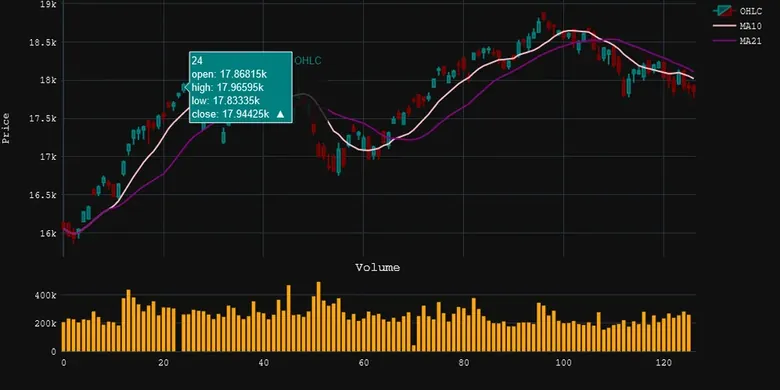 19k
18.5k
18k
17.5k
17k
16.5k
16k
Price
24
open: 17.86815k
high: 17.96595k
low: 17.83335k
close: 17.94425k ▲
OHLC
OHLC
MA10
MA21
Volume
400k
200k
0
0
20
40
60
80
100
120